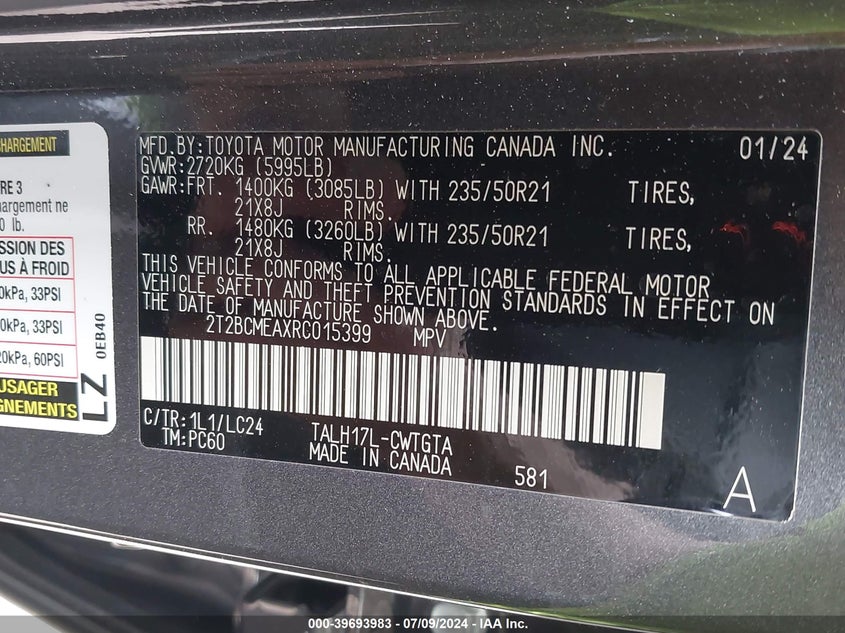 CHARGEMENT
RE 3
hargement ne
0 lb.
SSION DES
US À FROID
0kPa, 33PSI
0kPa, 33PSI
20kPa, 60PSI
USAGER
GNEMENTS
LZ 0EB40
MFD.BY:TOYOTA MOTOR MANUFACTURING CANADA INC. 01/24
GVWR:2720KG (5995LB)
GAWR:FRT. 1400KG (3085LB) WITH 235/50R21 TIRES,
21X8J RIMS.
RR. 1480KG (3260LB) WITH 235/50R21 TIRES,
21X8J RIMS.
THIS VEHICLE CONFORMS TO ALL APPLICABLE FEDERAL MOTOR
VEHICLE SAFETY AND THEFT PREVENTION STANDARDS IN EFFECT ON
THE DATE OF MANUFACTURE SHOWN ABOVE.
2T2BCMEAXRC015399 MPV
C/TR:1L1/LC24 TALH17L-CWTGTA
TM:PC60 MADE IN CANADA 581
A
000-39693983 - 07/09/2024 - IAA Inc.